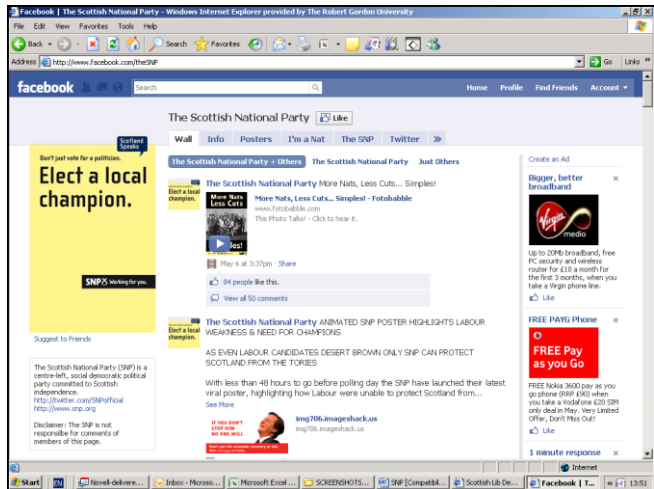 Facebook | The Scottish National Party - Windows Internet Explorer provided by The Robert Gordon University
File Edit View Favorites Tools Help
Back Search Favorites
Address http://www.facebook.com/theSNP Go Links
facebook Search Home Profile Find Friends Account
The Scottish National Party Like
Wall Info Posters I'm a Nat The SNP Twitter »
The Scottish National Party + Others The Scottish National Party Just Others
Scotland Speaks
Don't just vote for a politician.
Elect a local
champion.
SNP Working for you.
Suggest to Friends
The Scottish National Party (SNP) is a
centre-left, social democratic political
party committed to Scottish
independence.
http://twitter.com/SNPofficial
http://www.snp.org
Disclaimer: The SNP is not
responsilbe for comments of
members of this page.
Elect a local
champion.
The Scottish National Party More Nats, Less Cuts... Simples!
More Nats
Less Cuts
ples!
More Nats, Less Cuts... Simples! - Fotobabble
www.fotobabble.com
This Photo Talks! - Click to hear it.
May 6 at 3:37pm · Share
84 people like this.
View all 50 comments
Elect a local
champion.
The Scottish National Party ANIMATED SNP POSTER HIGHLIGHTS LABOUR
WEAKNESS & NEED FOR CHAMPIONS
AS EVEN LABOUR CANDIDATES DESERT BROWN ONLY SNP CAN PROTECT
SCOTLAND FROM THE TORIES
With less than 48 hours to go before polling day the SNP have launched their latest
viral poster, highlighting how Labour were unable to protect Scotland from...
See More
IF YOU DON'T
STOP HIM
NO ONE WILL
img706.imageshack.us
img706.imageshack.us
Create an Ad
Bigger, better
broadband
Virgin
media
Up to 20Mb broadband, free
PC security and wireless
router for £10 a month for
the first 3 months, when you
take a Virgin phone line.
Like
FREE PAYG Phone
FREE Pay
as you Go
FREE Nokia 3600 pay as you
go phone (RRP £90) when
you take a Vodafone £20 SIM
only deal in May. Very Limited
Offer, Don't Miss Out!
Like
1 minute response
Internet
Start Novell-delivere... Inbox - Microso... Microsoft Excel ... SCREENSHOTS... SNP [Compatibil... Scottish Lib De... Facebook | T... 13:51